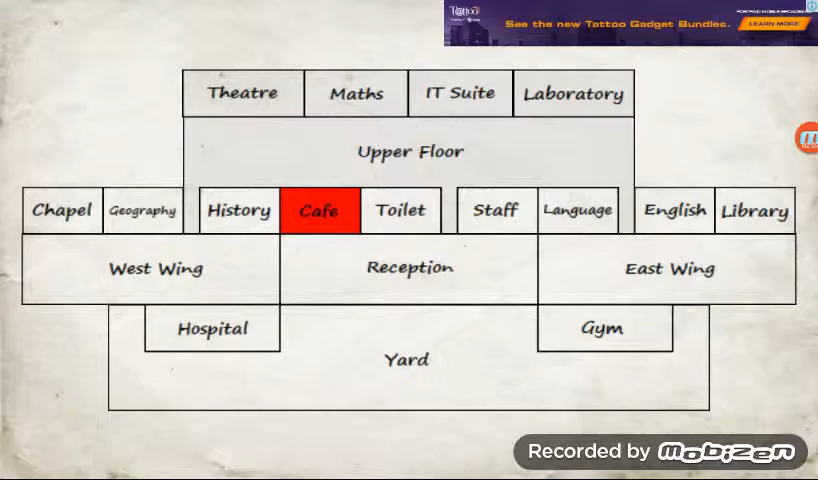 Tattoo
See the new Tattoo Gadget Bundles.
LEARN MORE
Theatre
Maths
IT Suite
Laboratory
Upper Floor
Chapel
Geography
History
Cafe
Toilet
Staff
Language
English
Library
West Wing
Reception
East Wing
Hospital
Gym
Yard
Recorded by mobizen